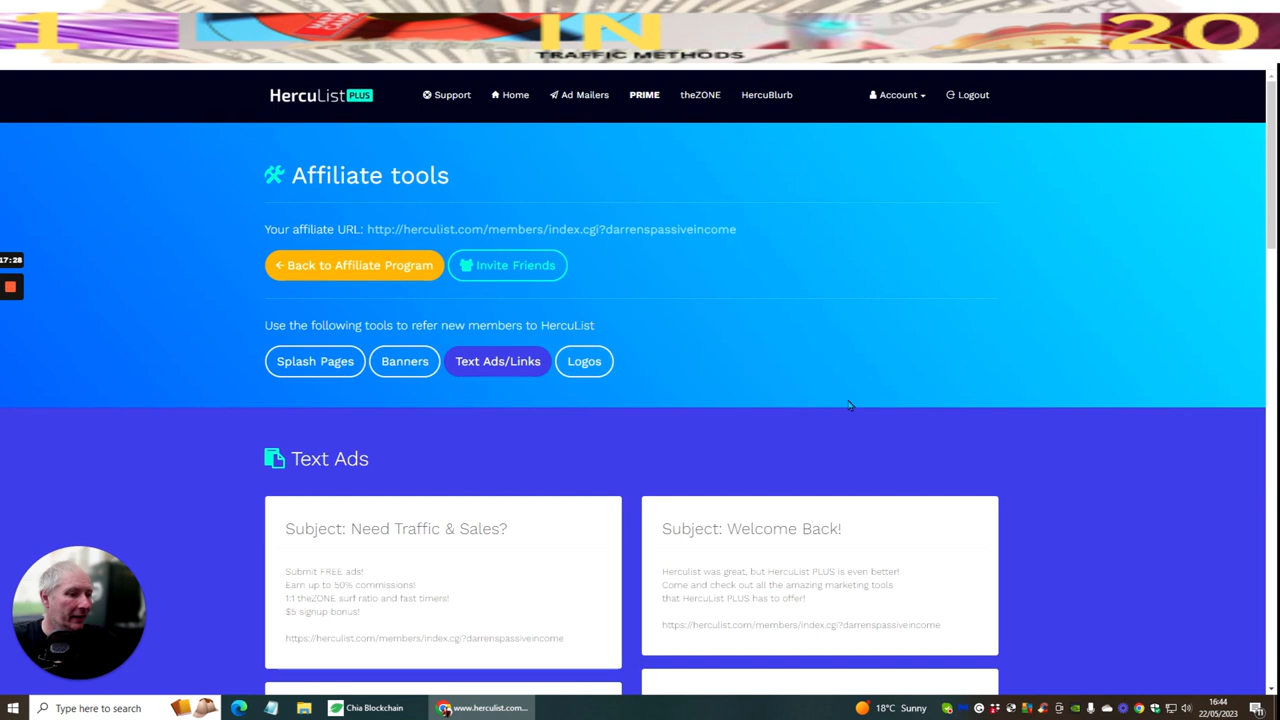 1 IN 20
TRAFFIC METHODS
HercuList PLUS
Support
Home
Ad Mailers
PRIME
theZONE
HercuBlurb
Account
Logout
Affiliate tools
Your affiliate URL: http://herculist.com/members/index.cgi?darrenspassiveincome
Back to Affiliate Program
Invite Friends
17:28
Use the following tools to refer new members to HercuList
Splash Pages
Banners
Text Ads/Links
Logos
Text Ads
Subject: Need Traffic & Sales?
Submit FREE ads!
Earn up to 50% commissions!
1:1 theZONE surf ratio and fast timers!
$5 signup bonus!
https://herculist.com/members/index.cgi?darrenspassiveincome
Subject: Welcome Back!
Herculist was great, but HercuList PLUS is even better!
Come and check out all the amazing marketing tools
that HercuList PLUS has to offer!
https://herculist.com/members/index.cgi?darrenspassiveincome
Type here to search
Chia Blockchain
www.herculist.com...
18°C Sunny
16:44
22/05/2023